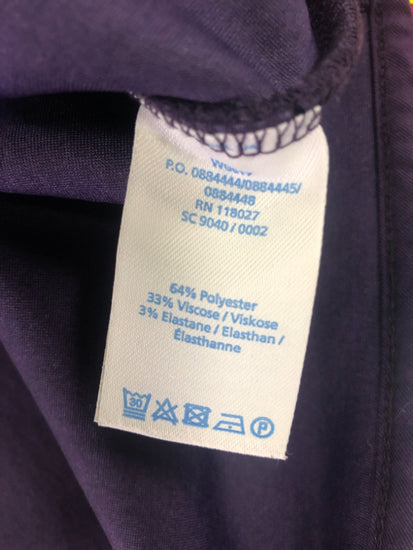 P.O. 0884444/0884445/
0884448
RN 118027
SC 9040 / 0002
64% Polyester
33% Viscose / Viskose
3% Elastane / Elasthan /
Élasthanne
30
P